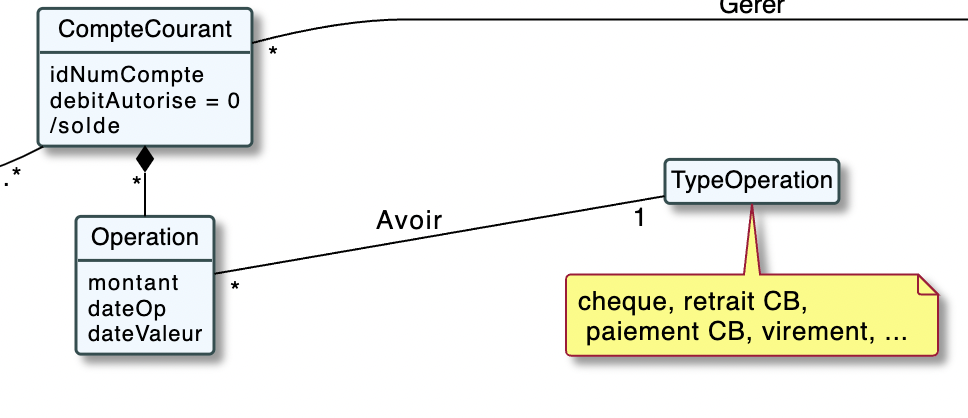 Gerer
CompteCourant
*
idNumCompte
debitAutorise = 0
/solde
.*
*
TypeOperation
Avoir
1
Operation
*
montant
dateOp
dateValeur
cheque, retrait CB,
paiement CB, virement, ...